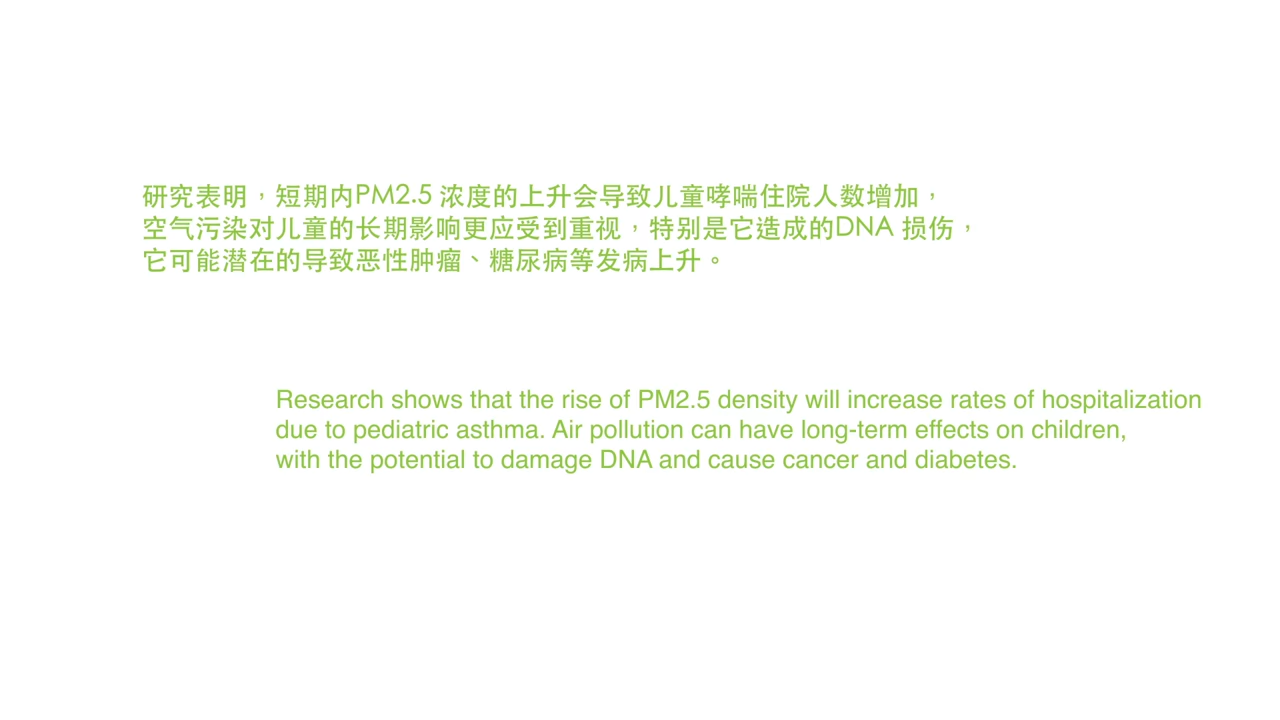 研究表明，短期内PM2.5 浓度的上升会导致儿童哮喘住院人数增加，
空气污染对儿童的长期影响更应受到重视，特别是它造成的DNA 损伤，
它可能潜在的导致恶性肿瘤、糖尿病等发病上升。
Research shows that the rise of PM2.5 density will increase rates of hospitalization
due to pediatric asthma. Air pollution can have long-term effects on children,
with the potential to damage DNA and cause cancer and diabetes.